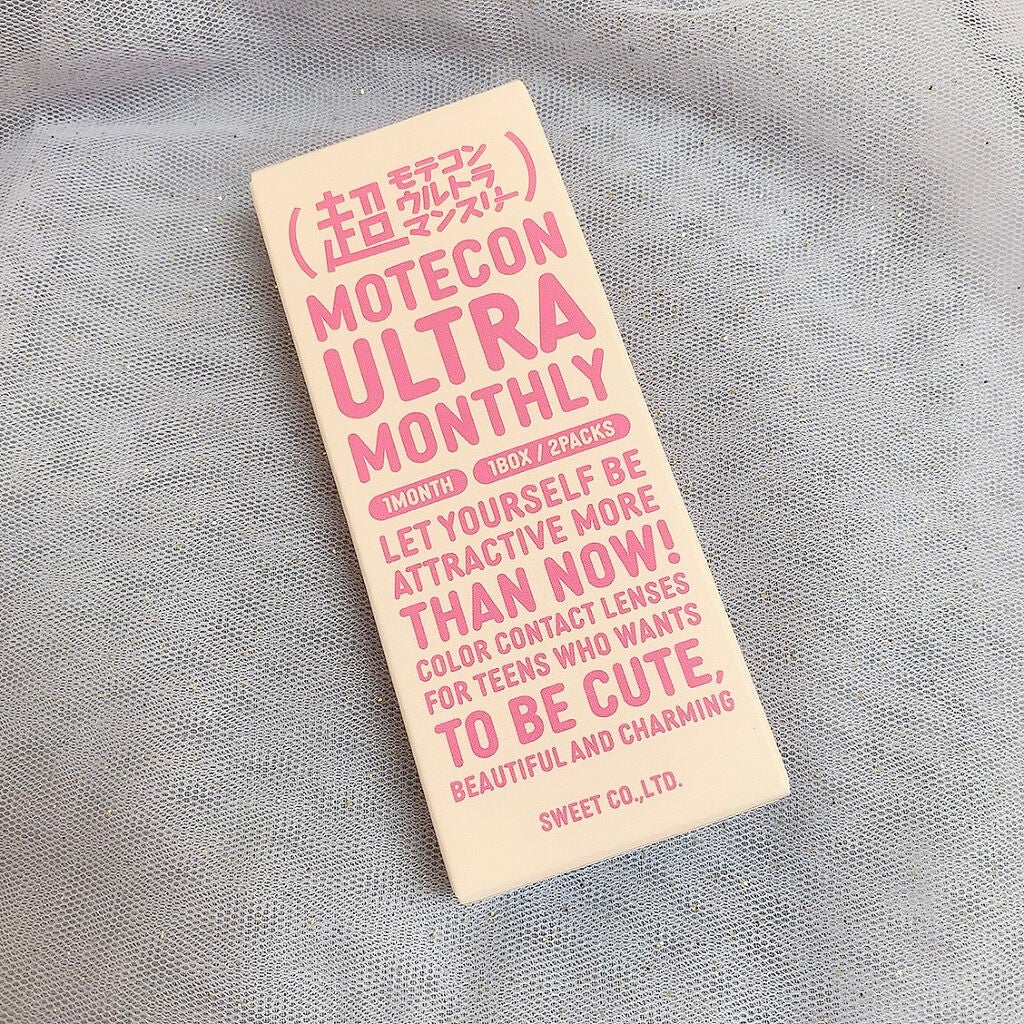 (超モテコン
ウルトラ
マンスリー)
MOTECON
ULTRA
MONTHLY
1MONTH 1BOX / 2PACKS
LET YOURSELF BE
ATTRACTIVE MORE
THAN NOW!
COLOR CONTACT LENSES
FOR TEENS WHO WANTS
TO BE CUTE,
BEAUTIFUL AND CHARMING
SWEET CO.,LTD.